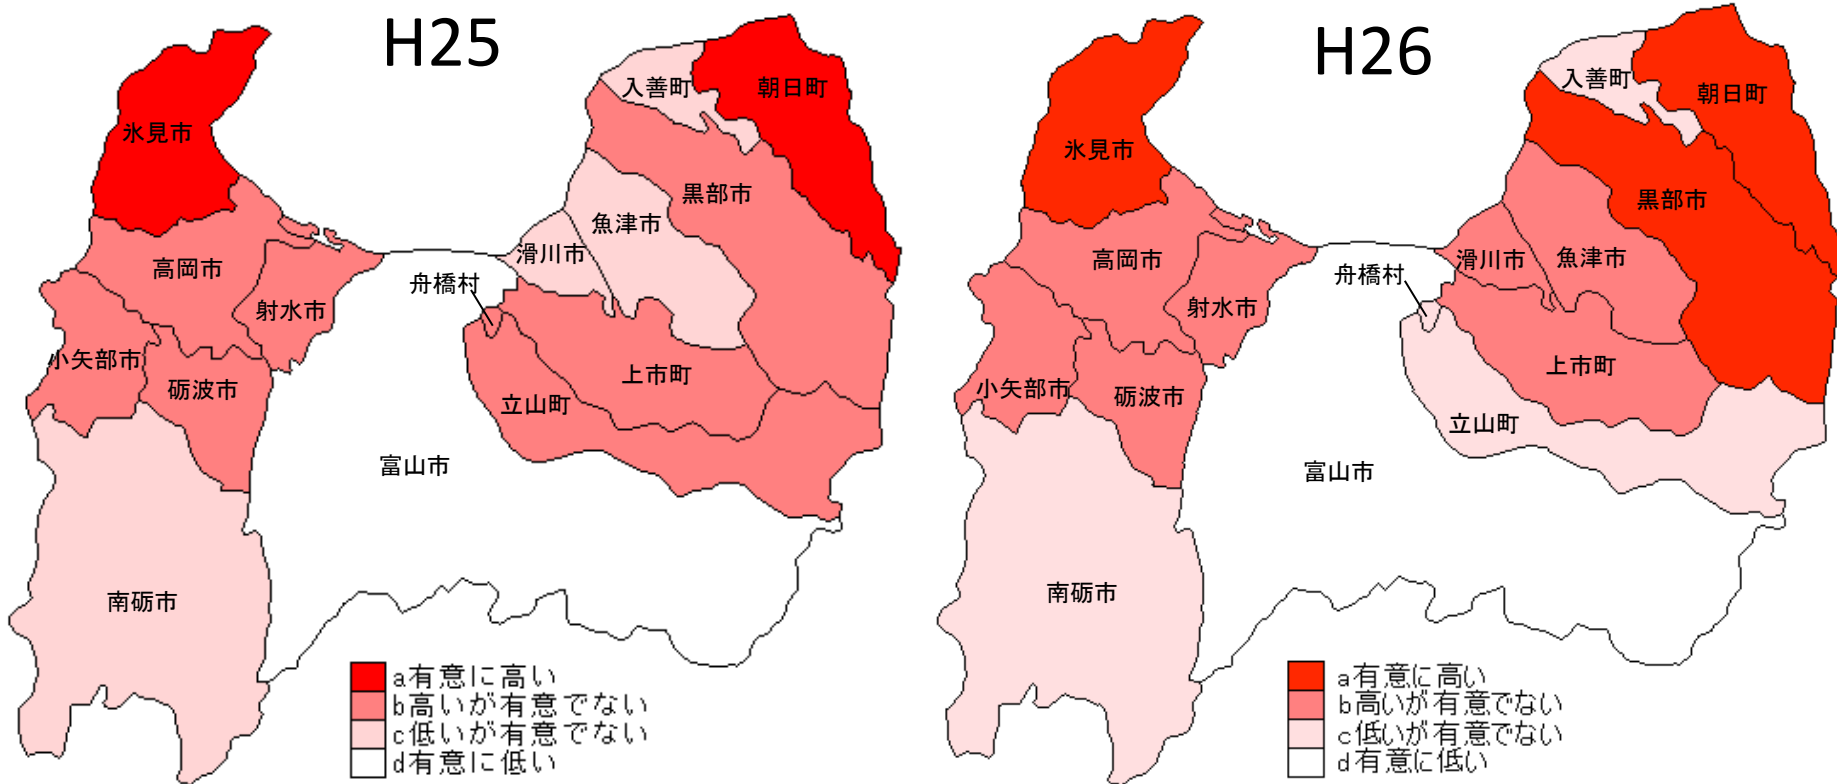 H25
入善町
朝日町
氷見市
黒部市
魚津市
滑川市
高岡市
舟橋村
射水市
小矢部市
砺波市
上市町
立山町
富山市
南砺市
a有意に高い
b高いが有意でない
c低いが有意でない
d有意に低い
H26
入善町
朝日町
氷見市
黒部市
魚津市
滑川市
高岡市
舟橋村
射水市
小矢部市
砺波市
上市町
立山町
富山市
南砺市
a有意に高い
b高いが有意でない
c低いが有意でない
d有意に低い